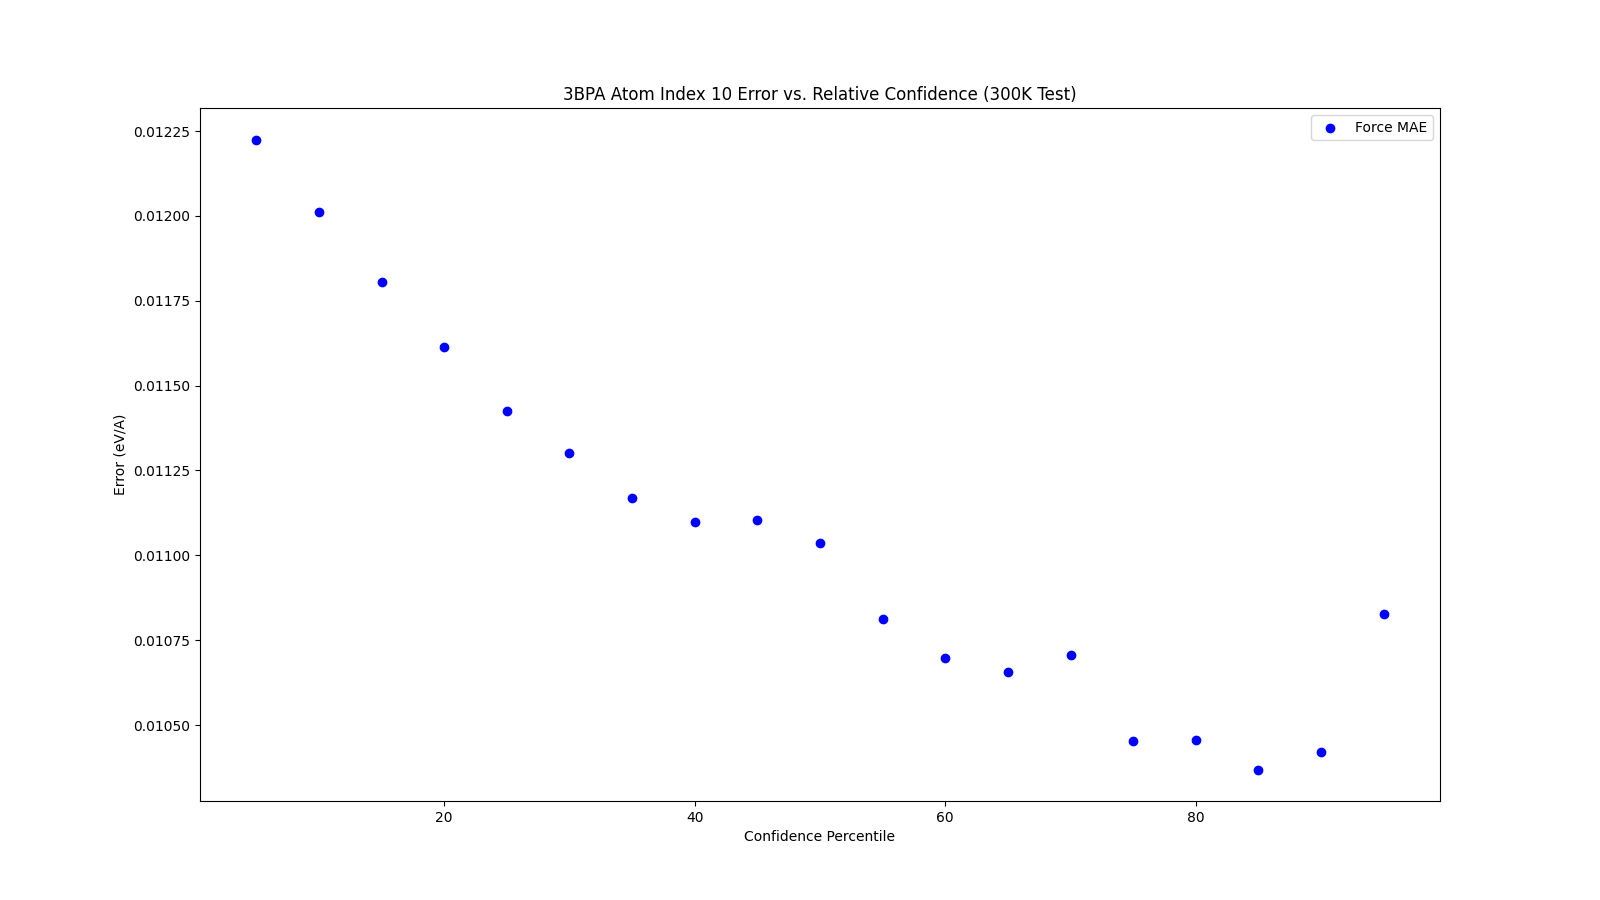 3BPA Atom Index 10 Error vs. Relative Confidence (300K Test)
Force MAE
0.01225
0.01200
0.01175
0.01150
0.01125
0.01100
0.01075
0.01050
Error (eV/A)
20 40 60 80
Confidence Percentile